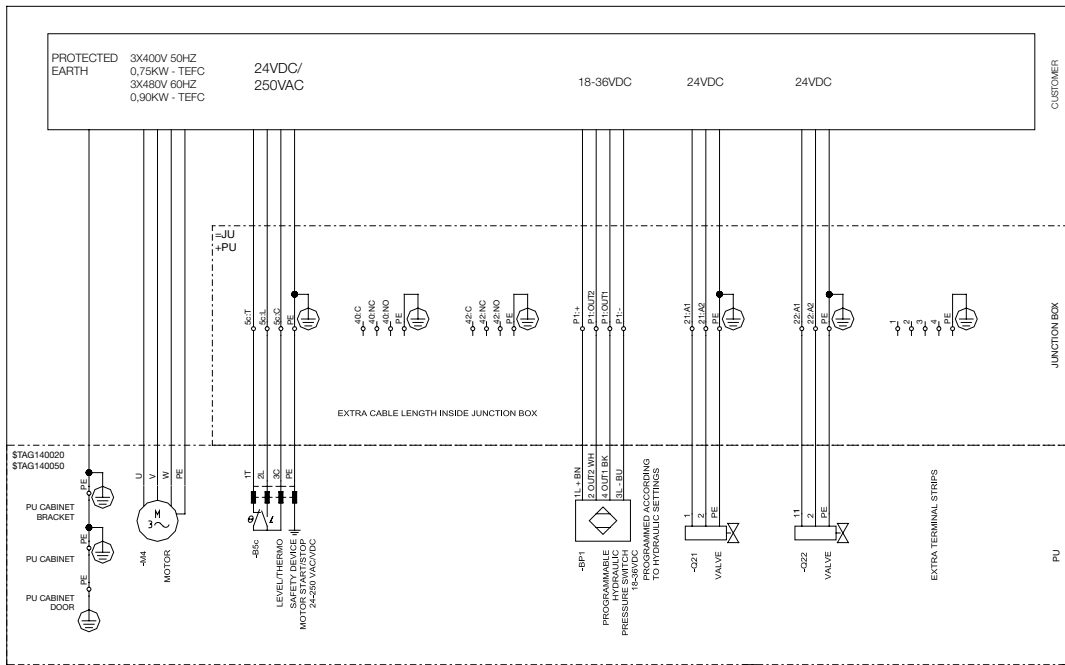 PROTECTED
EARTH
3X400V 50HZ
0,75KW - TEFC
3X480V 60HZ
0,90KW - TEFC
24VDC/
250VAC
18-36VDC
24VDC
24VDC
CUSTOMER
=JU
+PU
5c:T
5c:L
5c:C
PE
40:C
40:NC
40:NO
PE
42:C
42:NC
42:NO
PE
P1:+
P1:OUT2
P1:OUT1
P1:-
21:A1
21:A2
PE
22:A1
22:A2
PE
1
2
3
4
PE
JUNCTION BOX
EXTRA CABLE LENGTH INSIDE JUNCTION BOX
$TAG140020
$TAG140050
PE
PU CABINET
BRACKET
PE
PU CABINET
PE
PU CABINET
DOOR
U
V
W
PE
M
3
-M4
MOTOR
1T
2L
3C
PE
-B5c
LEVEL/THERMO
SAFETY DEVICE
MOTOR START/STOP
24-250 VAC/VDC
1L + BN
2 OUT2 WH
4 OUT1 BK
3L - BU
-BP1
PROGRAMMABLE
HYDRAULIC
PRESSURE SWITCH
18-36VDC
PROGRAMMED ACCORDING
TO HYDRAULIC SETTINGS
1
2
PE
-Q21
VALVE
11
2
PE
-Q22
VALVE
EXTRA TERMINAL STRIPS
PU